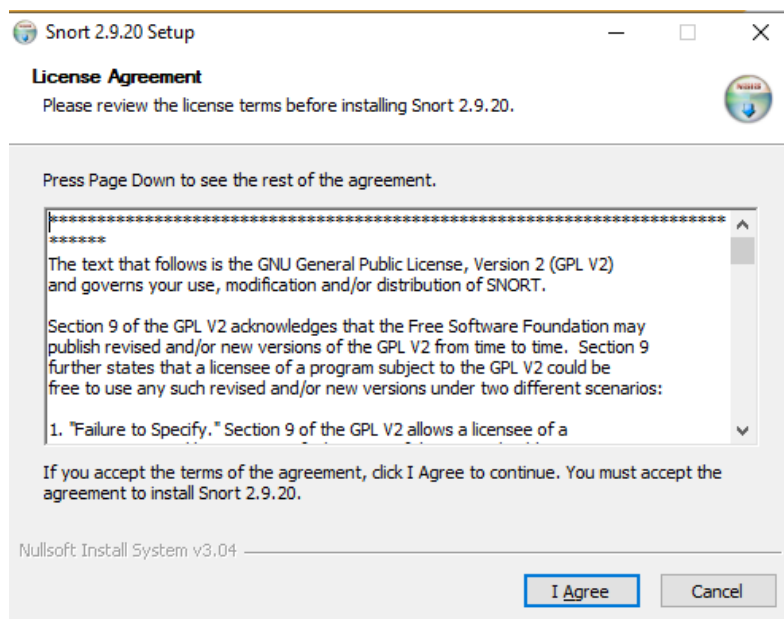 Snort 2.9.20 Setup
License Agreement
Please review the license terms before installing Snort 2.9.20.
Press Page Down to see the rest of the agreement.
************************************************************************
******
The text that follows is the GNU General Public License, Version 2 (GPL V2)
and governs your use, modification and/or distribution of SNORT.
Section 9 of the GPL V2 acknowledges that the Free Software Foundation may
publish revised and/or new versions of the GPL V2 from time to time.  Section 9
further states that a licensee of a program subject to the GPL V2 could be
free to use any such revised and/or new versions under two different scenarios:
1. "Failure to Specify." Section 9 of the GPL V2 allows a licensee of a
If you accept the terms of the agreement, click I Agree to continue. You must accept the
agreement to install Snort 2.9.20.
Nullsoft Install System v3.04
I Agree
Cancel